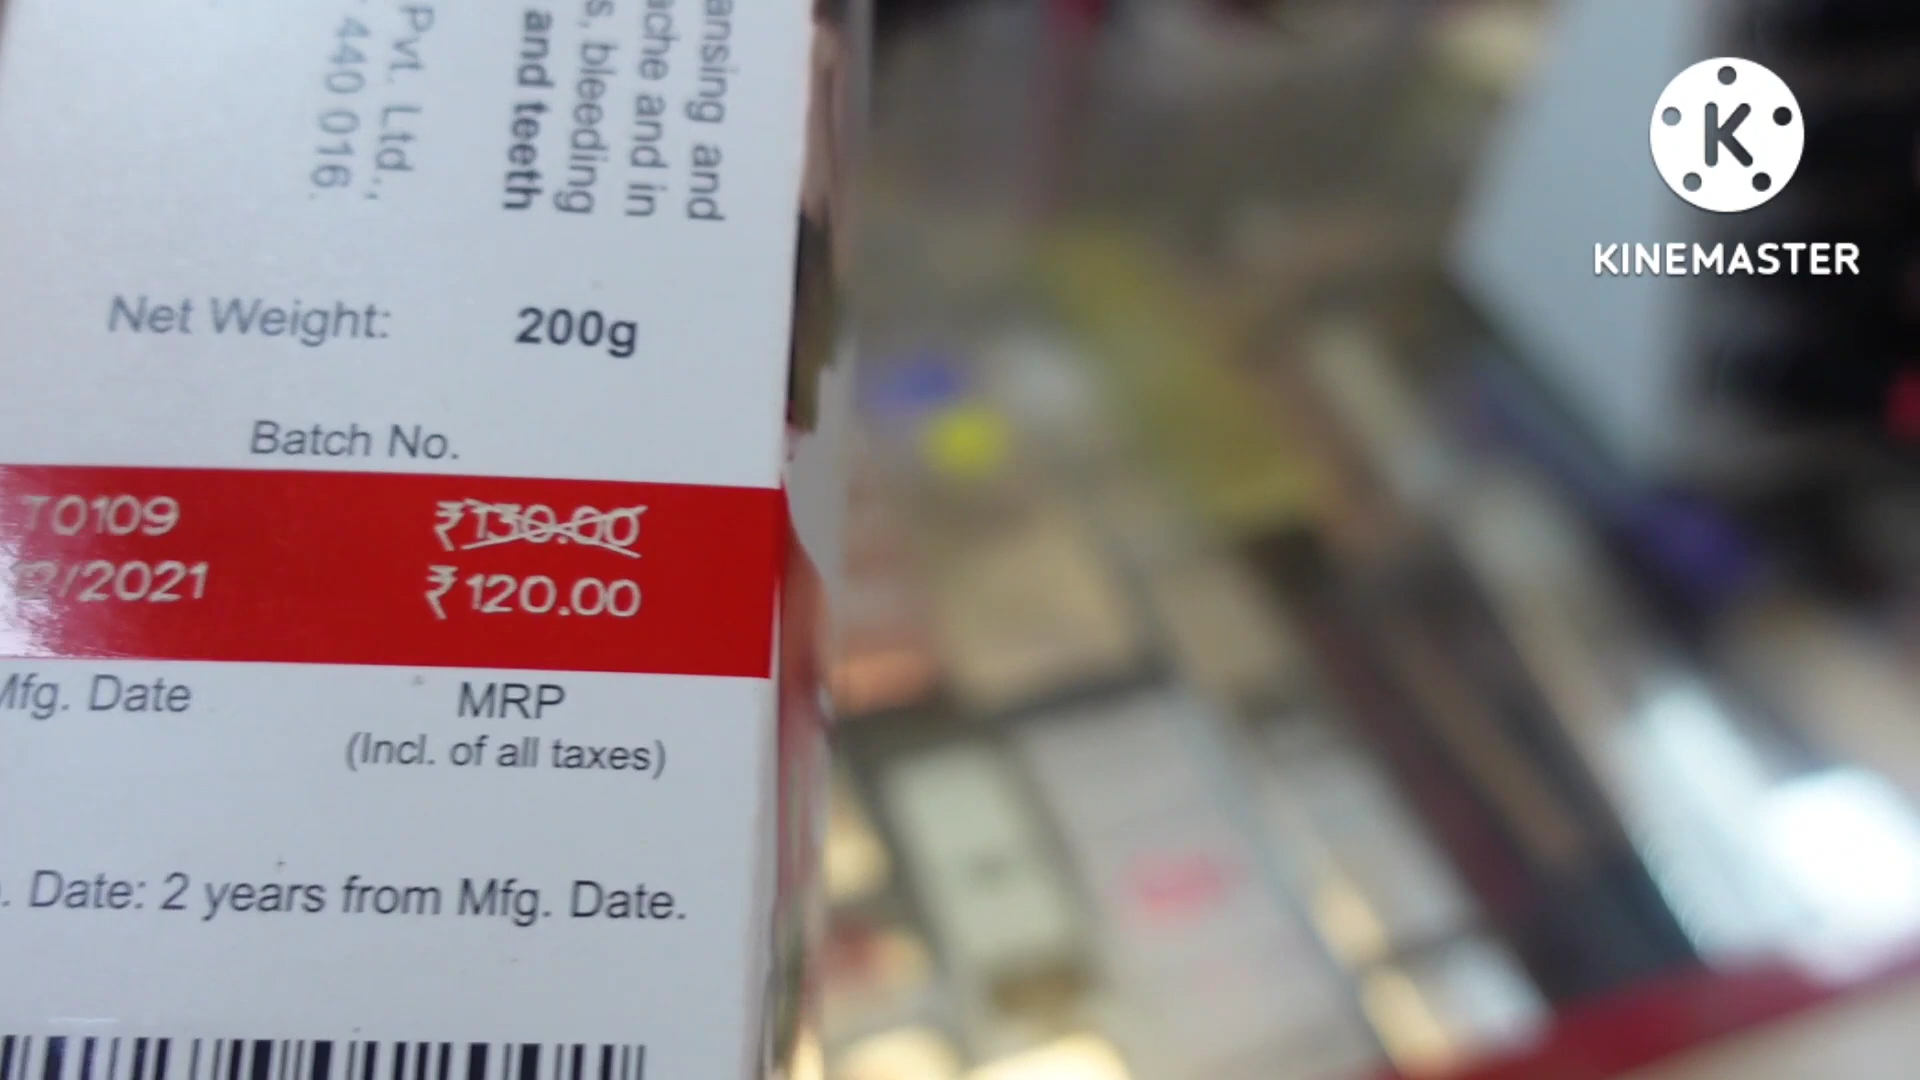 ansing and
ache and in
s, bleeding
and teeth
Pvt. Ltd.,
440 016.
Net Weight: 200g
Batch No.
T0109 ₹130.00
/2021 ₹120.00
Mfg. Date MRP
(Incl. of all taxes)
. Date: 2 years from Mfg. Date.
K
KINEMASTER